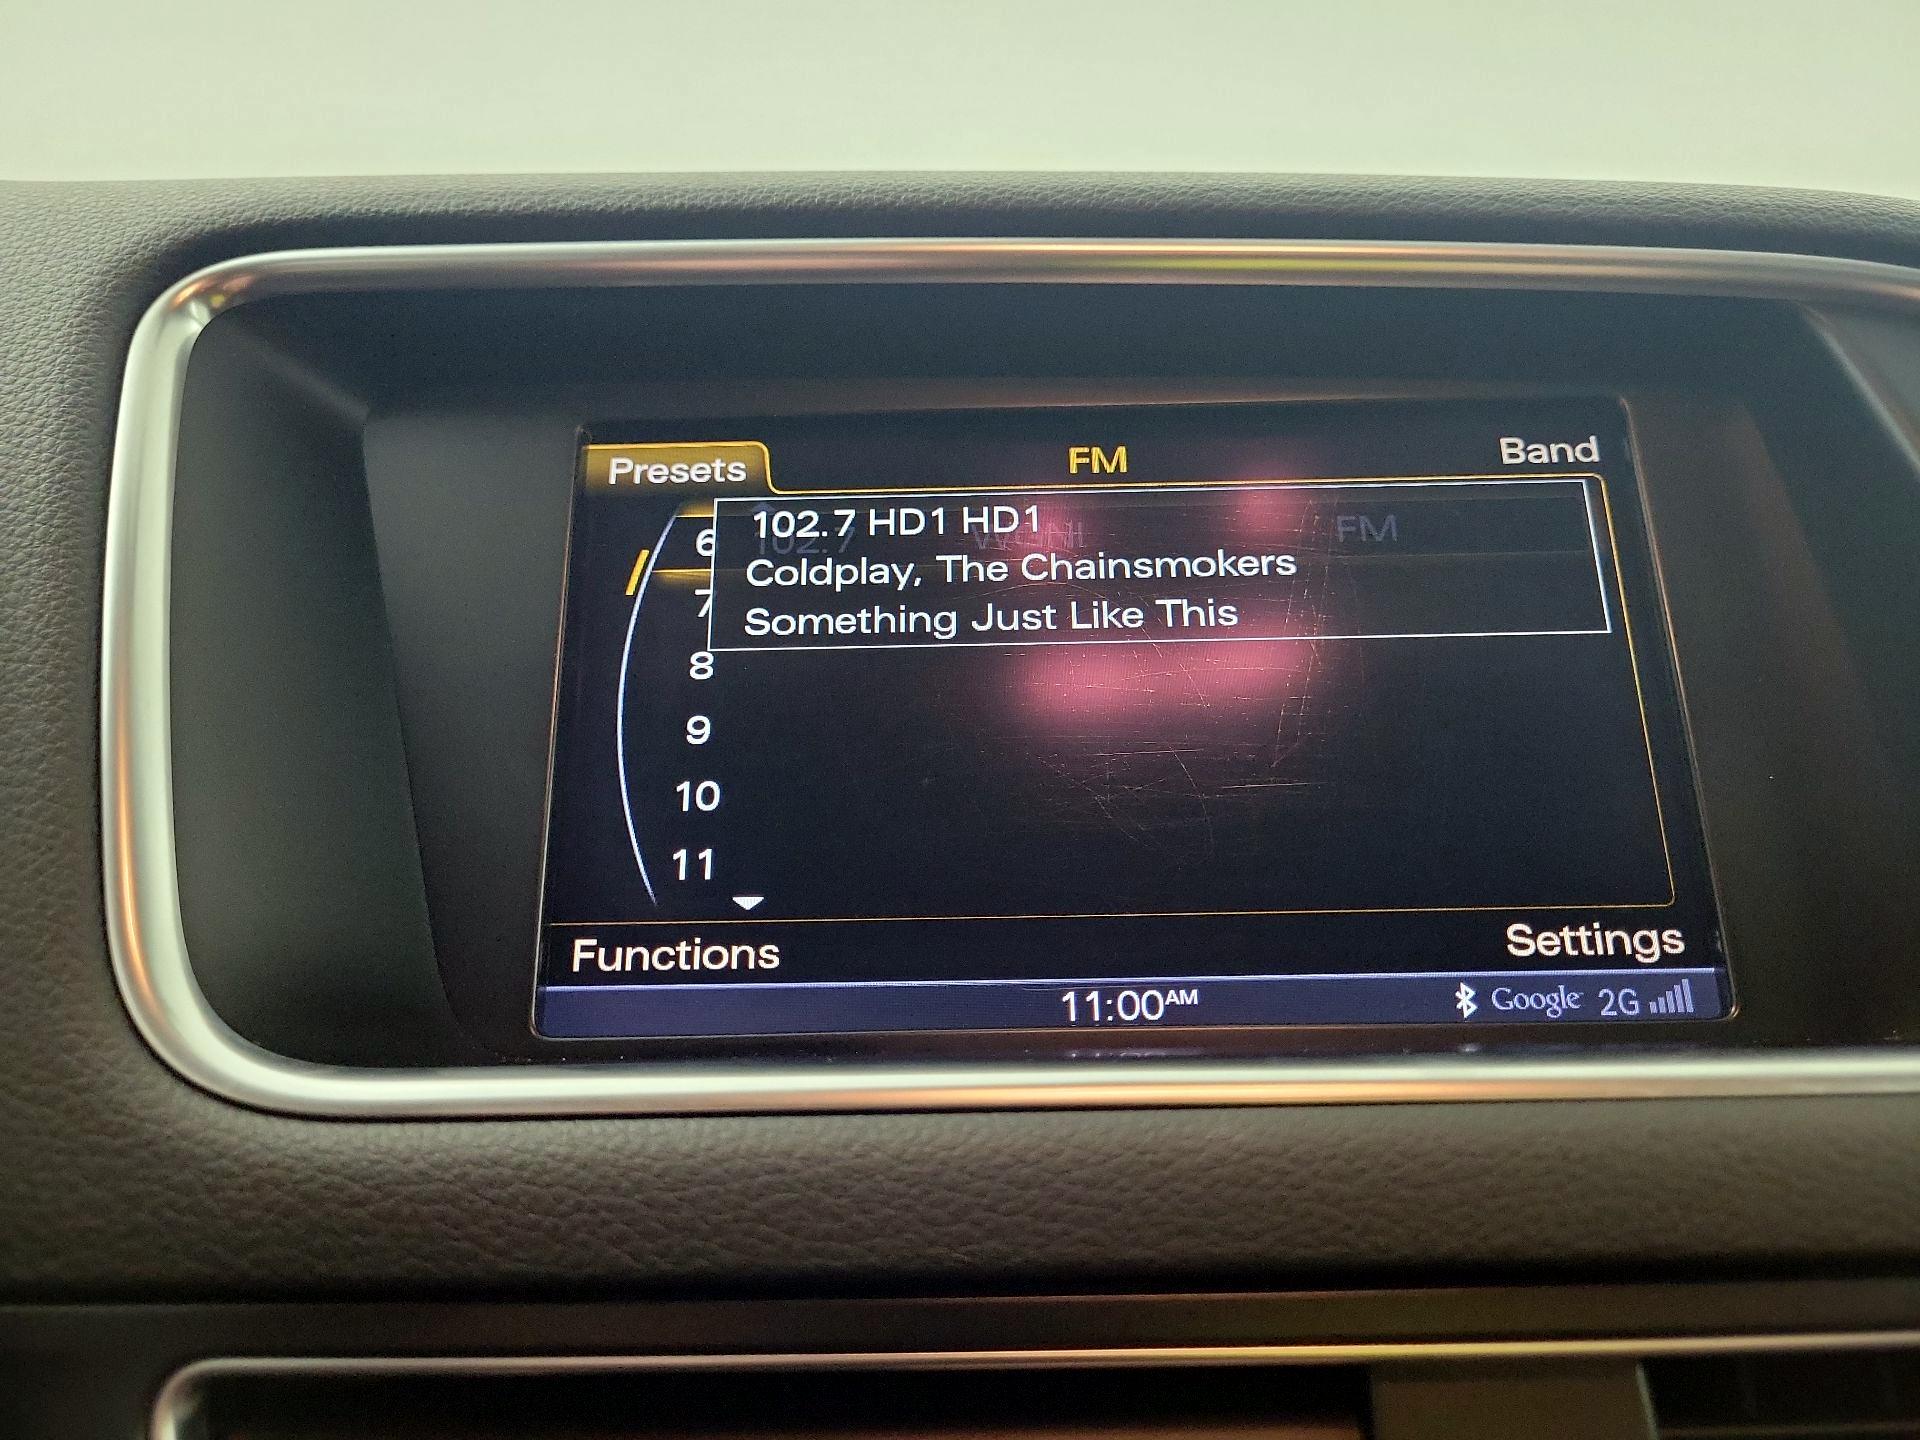 Presets FM Band
6 102.7 HD1 HD1
Coldplay, The Chainsmokers
7 Something Just Like This
8
9
10
11
Functions Settings
11:00AM Google 2G